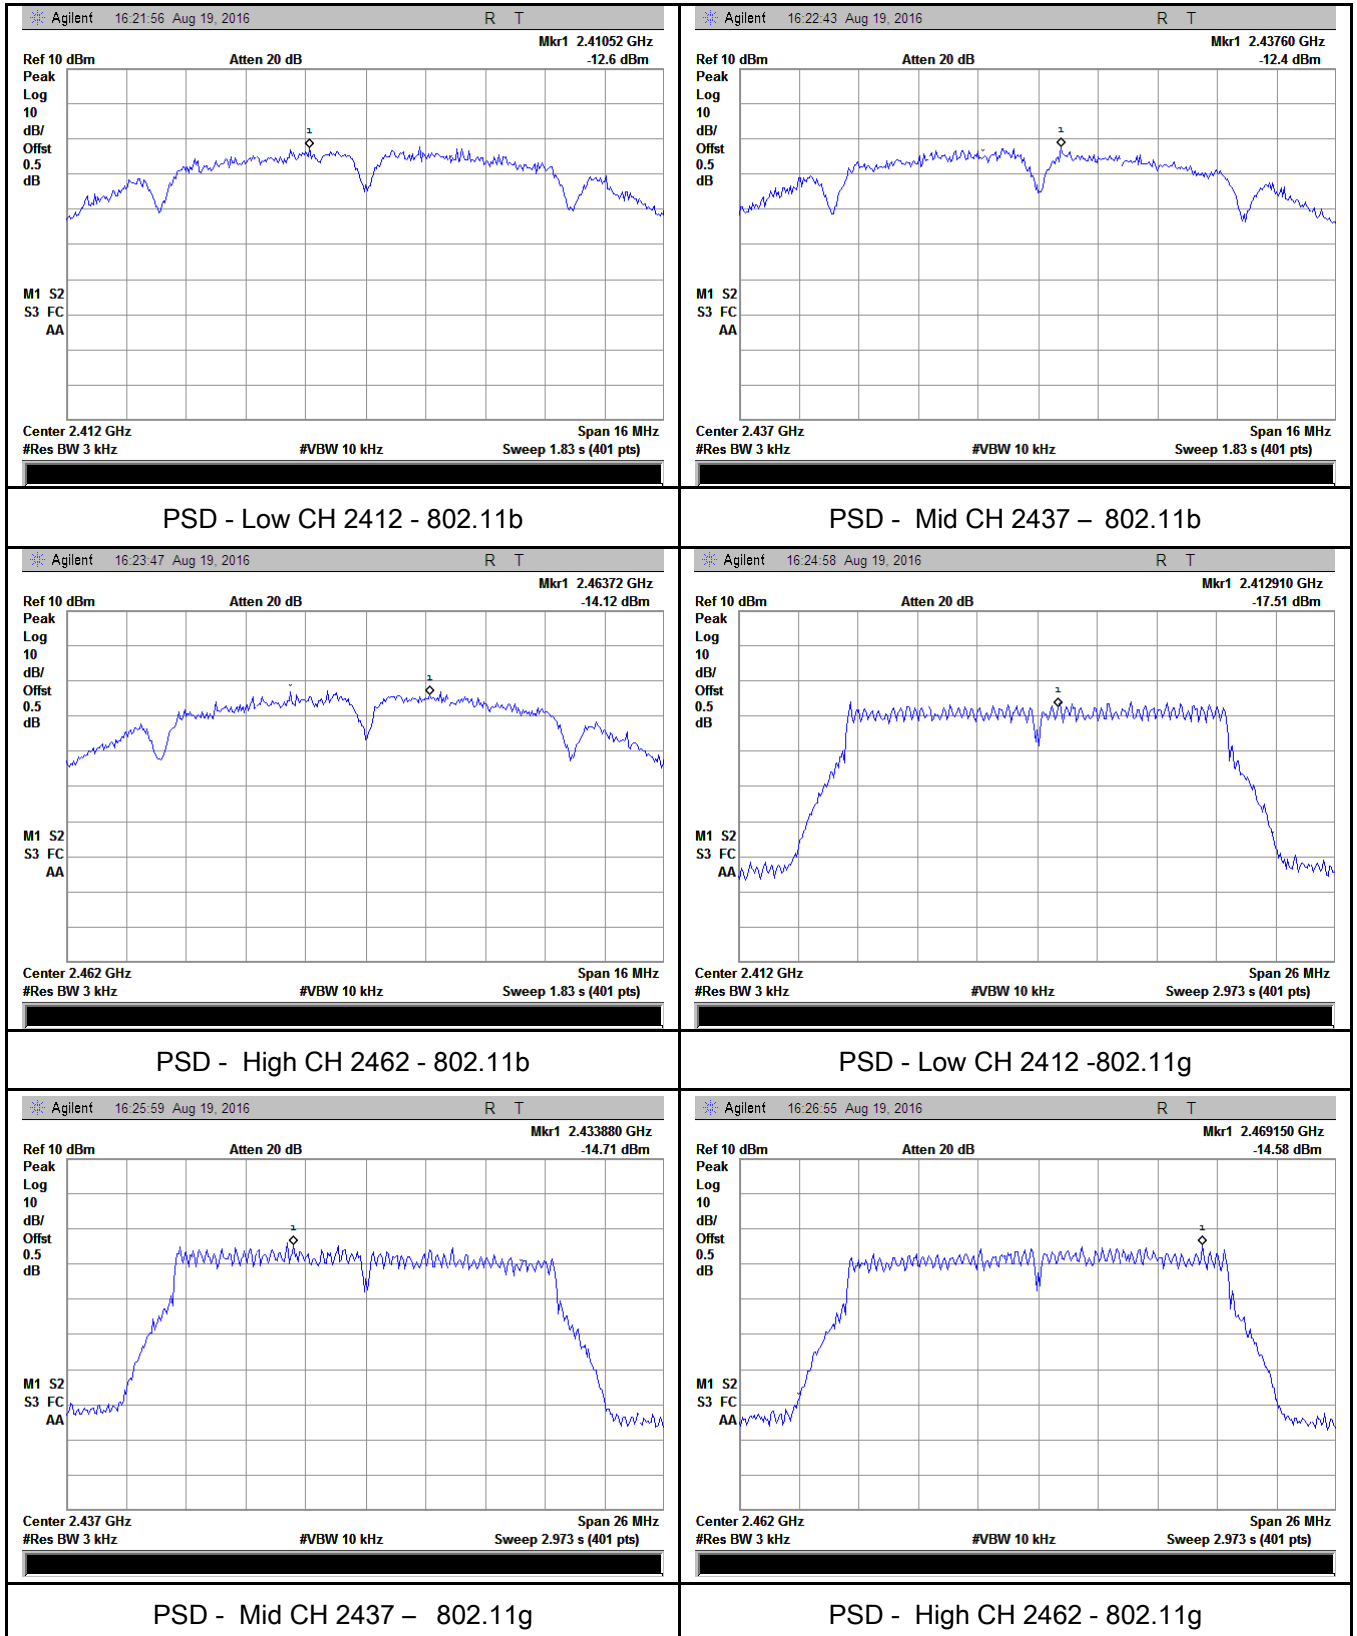 Agilent 16:21:56 Aug 19, 2016 R T
Mkr1 2.41052 GHz
Ref 10 dBm Atten 20 dB -12.6 dBm
Peak
Log
10
dB/
Offst
0.5
dB
1
M1 S2
S3 FC
AA
Center 2.412 GHz Span 16 MHz
#Res BW 3 kHz #VBW 10 kHz Sweep 1.83 s (401 pts)
PSD - Low CH 2412 - 802.11b
Agilent 16:22:43 Aug 19, 2016 R T
Mkr1 2.43760 GHz
Ref 10 dBm Atten 20 dB -12.4 dBm
Peak
Log
10
dB/
Offst
0.5
dB
1
M1 S2
S3 FC
AA
Center 2.437 GHz Span 16 MHz
#Res BW 3 kHz #VBW 10 kHz Sweep 1.83 s (401 pts)
PSD - Mid CH 2437 – 802.11b
Agilent 16:23:47 Aug 19, 2016 R T
Mkr1 2.46372 GHz
Ref 10 dBm Atten 20 dB -14.12 dBm
Peak
Log
10
dB/
Offst
0.5
dB
1
M1 S2
S3 FC
AA
Center 2.462 GHz Span 16 MHz
#Res BW 3 kHz #VBW 10 kHz Sweep 1.83 s (401 pts)
PSD - High CH 2462 - 802.11b
Agilent 16:24:58 Aug 19, 2016 R T
Mkr1 2.412910 GHz
Ref 10 dBm Atten 20 dB -17.51 dBm
Peak
Log
10
dB/
Offst
0.5
dB
1
M1 S2
S3 FC
AA
Center 2.412 GHz Span 26 MHz
#Res BW 3 kHz #VBW 10 kHz Sweep 2.973 s (401 pts)
PSD - Low CH 2412 -802.11g
Agilent 16:25:59 Aug 19, 2016 R T
Mkr1 2.433880 GHz
Ref 10 dBm Atten 20 dB -14.71 dBm
Peak
Log
10
dB/
Offst
0.5
dB
1
M1 S2
S3 FC
AA
Center 2.437 GHz Span 26 MHz
#Res BW 3 kHz #VBW 10 kHz Sweep 2.973 s (401 pts)
PSD - Mid CH 2437 – 802.11g
Agilent 16:26:55 Aug 19, 2016 R T
Mkr1 2.469150 GHz
Ref 10 dBm Atten 20 dB -14.58 dBm
Peak
Log
10
dB/
Offst
0.5
dB
1
M1 S2
S3 FC
AA
Center 2.462 GHz Span 26 MHz
#Res BW 3 kHz #VBW 10 kHz Sweep 2.973 s (401 pts)
PSD - High CH 2462 - 802.11g